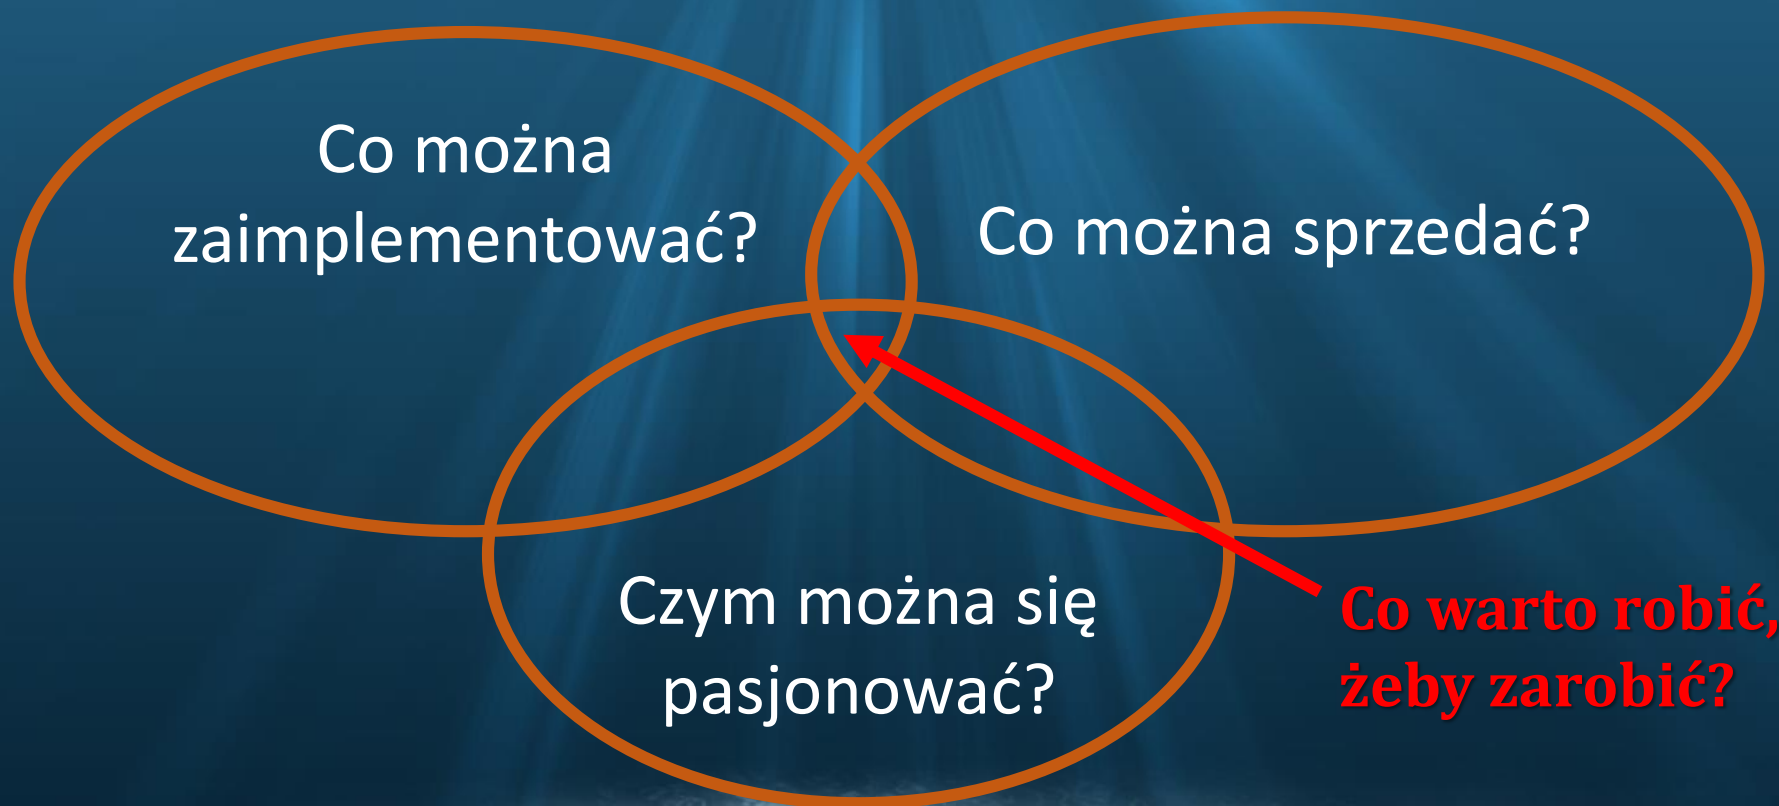 Co można
zaimplementować?
Co można sprzedać?
Czym można się
pasjonować?
Co warto robić,
żeby zarobić?